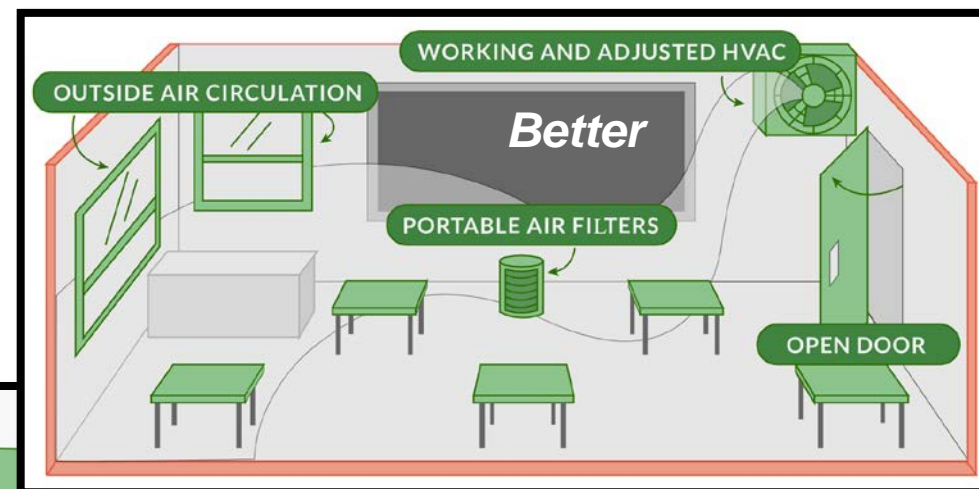 WORKING AND ADJUSTED HVAC
OUTSIDE AIR CIRCULATION
Better
PORTABLE AIR FILTERS
OPEN DOOR